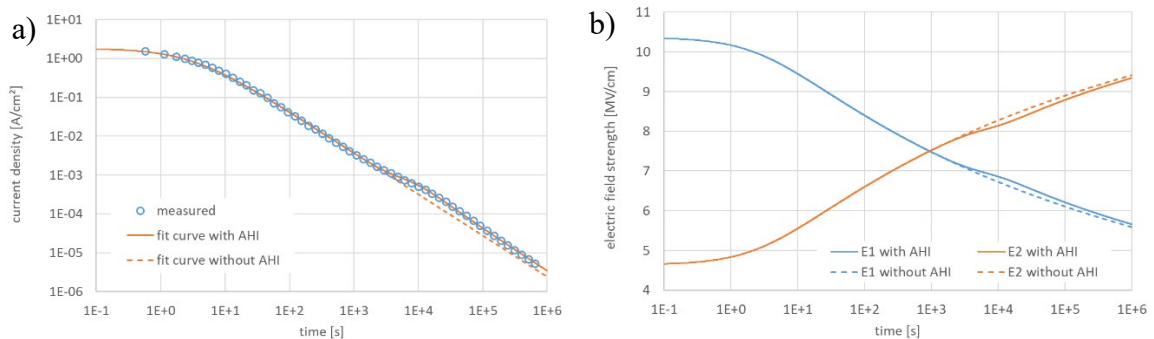 a)
1E+01
1E+00
1E-01
1E-02
1E-03
1E-04
1E-05
1E-06
current density [A/cm²]
measured
fit curve with AHI
fit curve without AHI
1E-1 1E+0 1E+1 1E+2 1E+3 1E+4 1E+5 1E+6
time [s]
b)
11
10
9
8
7
6
5
4
electric field strength [MV/cm]
E1 with AHI E2 with AHI
E1 without AHI E2 without AHI
1E-1 1E+0 1E+1 1E+2 1E+3 1E+4 1E+5 1E+6
time [s]